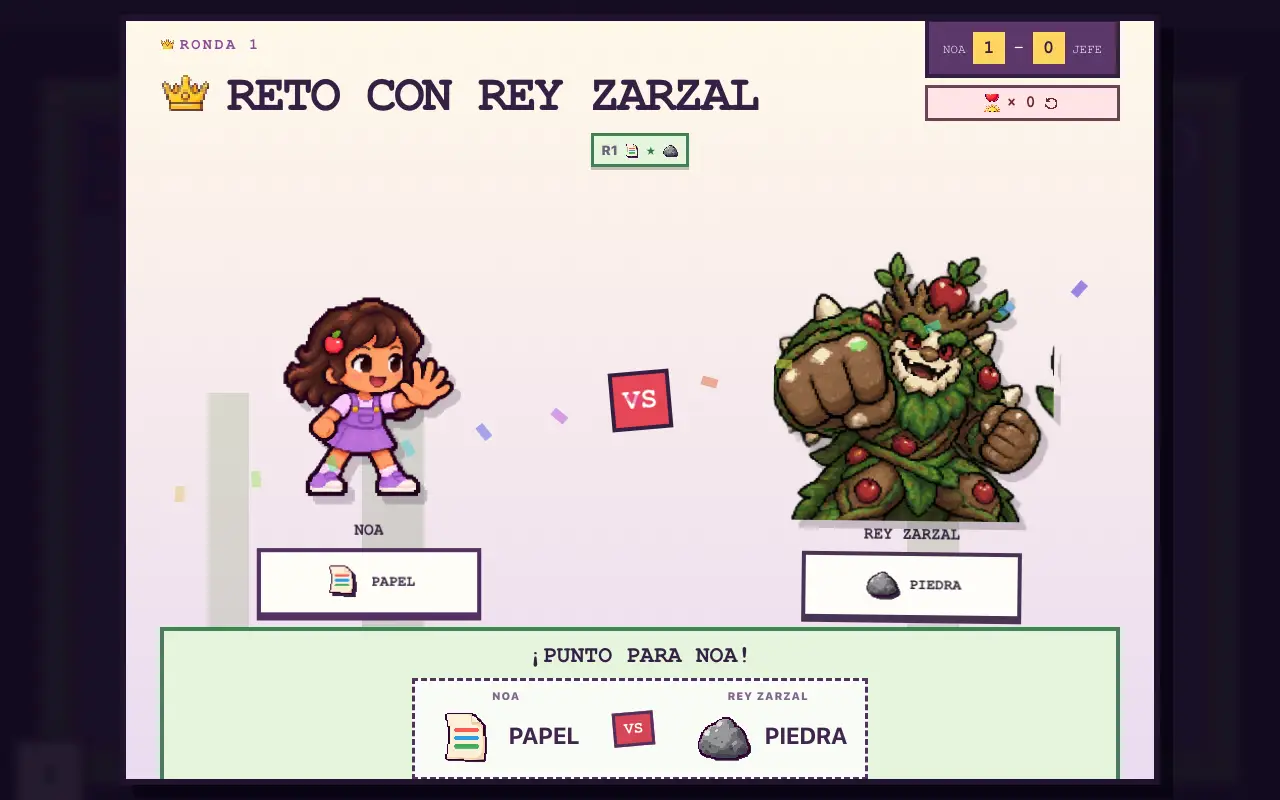 RONDA 1
NOA 1 – 0 JEFE
RETO CON REY ZARZAL
× 0
R1
VS
NOA
REY ZARZAL
PAPEL
PIEDRA
¡PUNTO PARA NOA!
NOA
REY ZARZAL
PAPEL
VS
PIEDRA